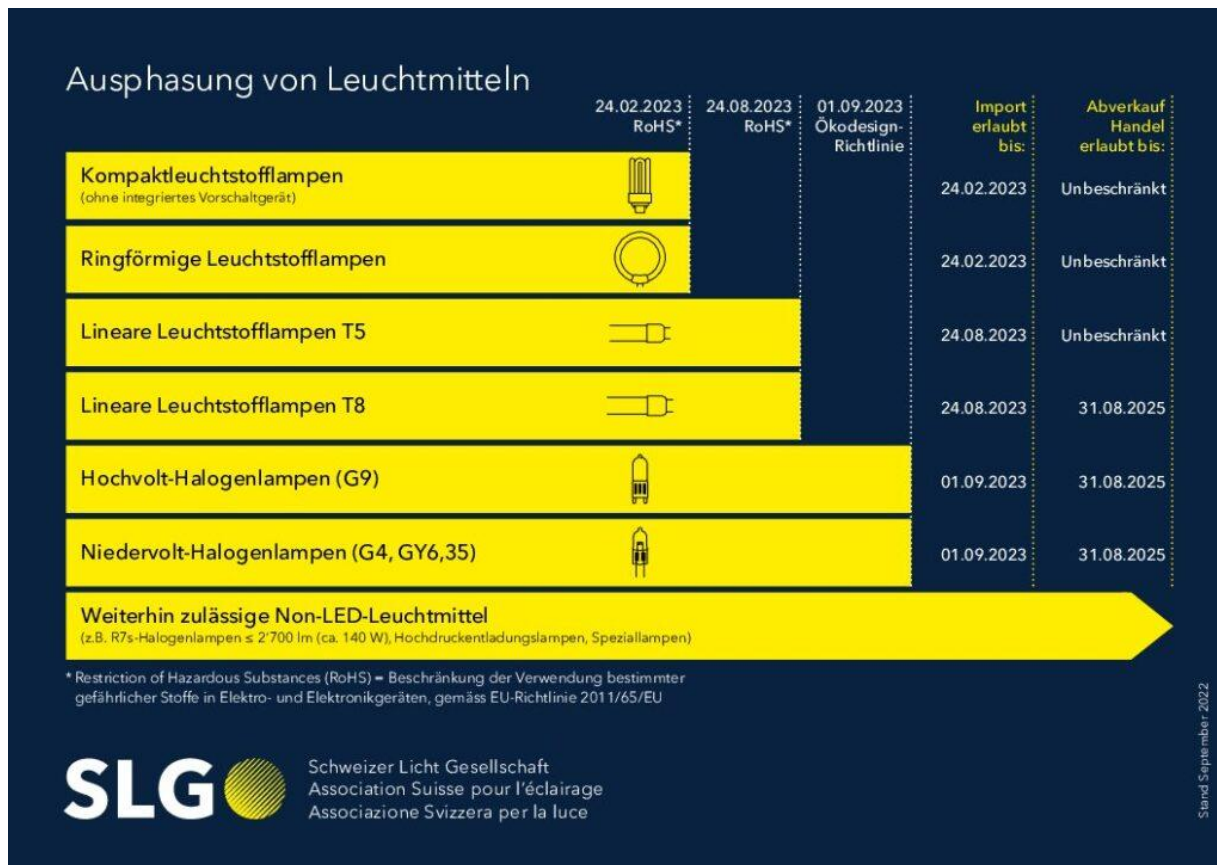 Ausphasung von Leuchtmitteln
24.02.2023
RoHS*
24.08.2023
RoHS*
01.09.2023
Ökodesign-
Richtlinie
Import
erlaubt
bis:
Abverkauf
Handel
erlaubt bis:
Kompaktleuchtstofflampen
(ohne integriertes Vorschaltgerät)
24.02.2023
Unbeschränkt
Ringförmige Leuchtstofflampen
24.02.2023
Unbeschränkt
Lineare Leuchtstofflampen T5
24.08.2023
Unbeschränkt
Lineare Leuchtstofflampen T8
24.08.2023
31.08.2025
Hochvolt-Halogenlampen (G9)
01.09.2023
31.08.2025
Niedervolt-Halogenlampen (G4, GY6,35)
01.09.2023
31.08.2025
Weiterhin zulässige Non-LED-Leuchtmittel
(z.B. R7s-Halogenlampen ≤ 2'700 lm (ca. 140 W), Hochdruckentladungslampen, Speziallampen)
* Restriction of Hazardous Substances (RoHS) = Beschränkung der Verwendung bestimmter
gefährlicher Stoffe in Elektro- und Elektronikgeräten, gemäss EU-Richtlinie 2011/65/EU
SLG
Schweizer Licht Gesellschaft
Association Suisse pour l'éclairage
Associazione Svizzera per la luce
Stand September 2022